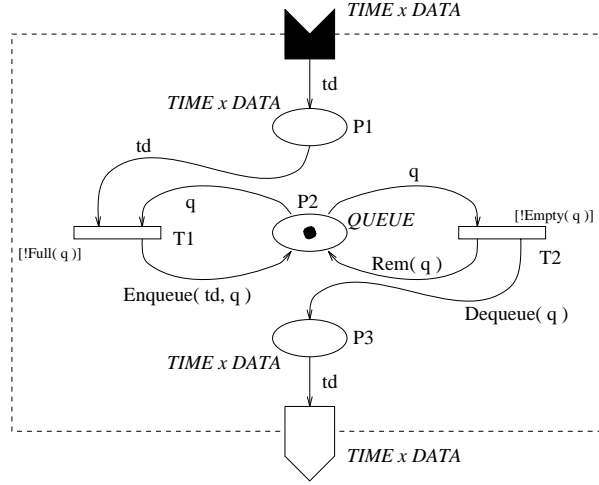 TIME x DATA
td
TIME x DATA
P1
td
q
q
P2
QUEUE
[!Empty( q )]
[!Full( q )]
T1
T2
Rem( q )
Enqueue( td, q )
Dequeue( q )
P3
TIME x DATA
td
TIME x DATA